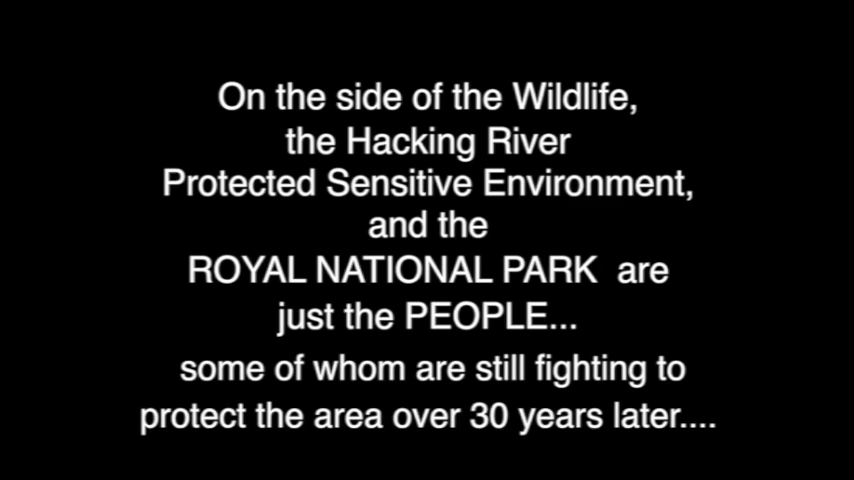 On the side of the Wildlife,
the Hacking River
Protected Sensitive Environment,
and the
ROYAL NATIONAL PARK are
just the PEOPLE...
some of whom are still fighting to
protect the area over 30 years later....